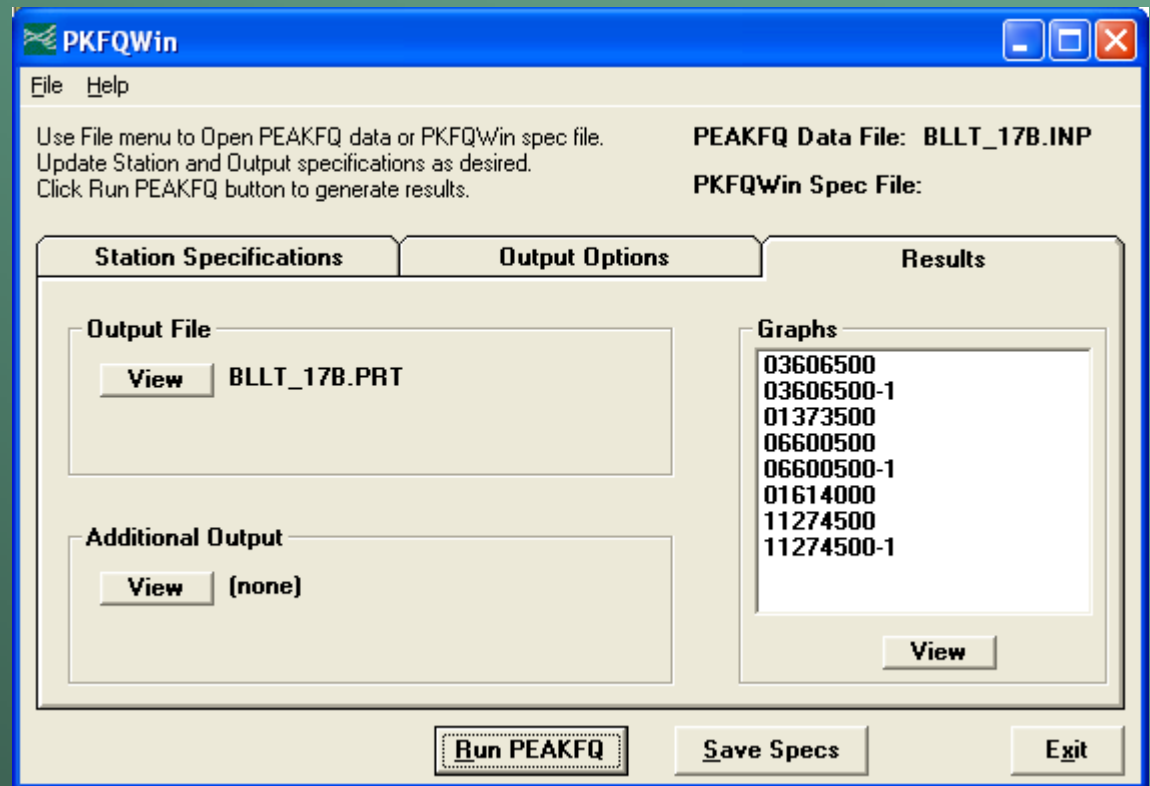 PKFQWin
File Help
Use File menu to Open PEAKFQ data or PKFQWin spec file.
Update Station and Output specifications as desired.
Click Run PEAKFQ button to generate results.
PEAKFQ Data File: BLLT_17B.INP
PKFQWin Spec File:
Station Specifications
Output Options
Results
Output File
View BLLT_17B.PRT
Additional Output
View (none)
Graphs
03606500
03606500-1
01373500
06600500
06600500-1
01614000
11274500
11274500-1
View
Run PEAKFQ
Save Specs
Exit